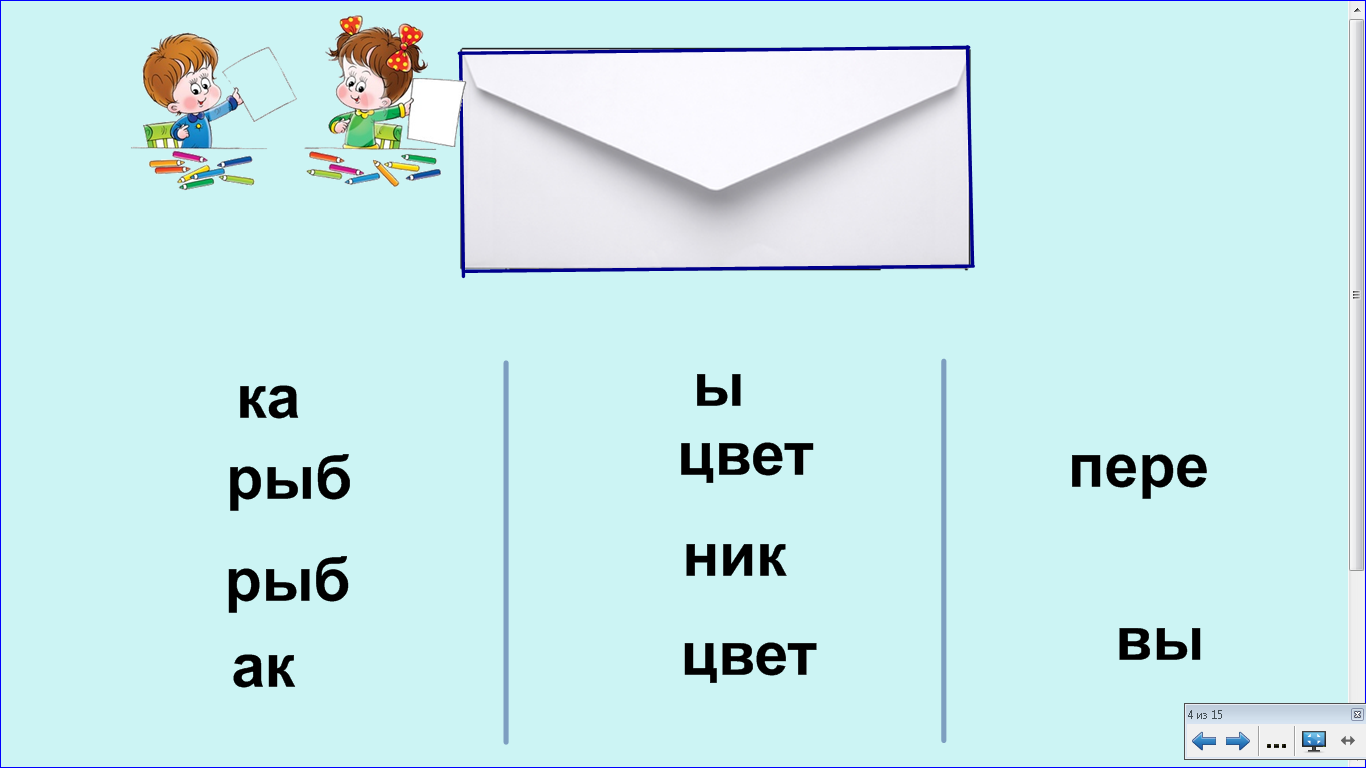 ка
рыб
рыб
ак
ы
цвет
ник
цвет
пере
вы
4 из 15